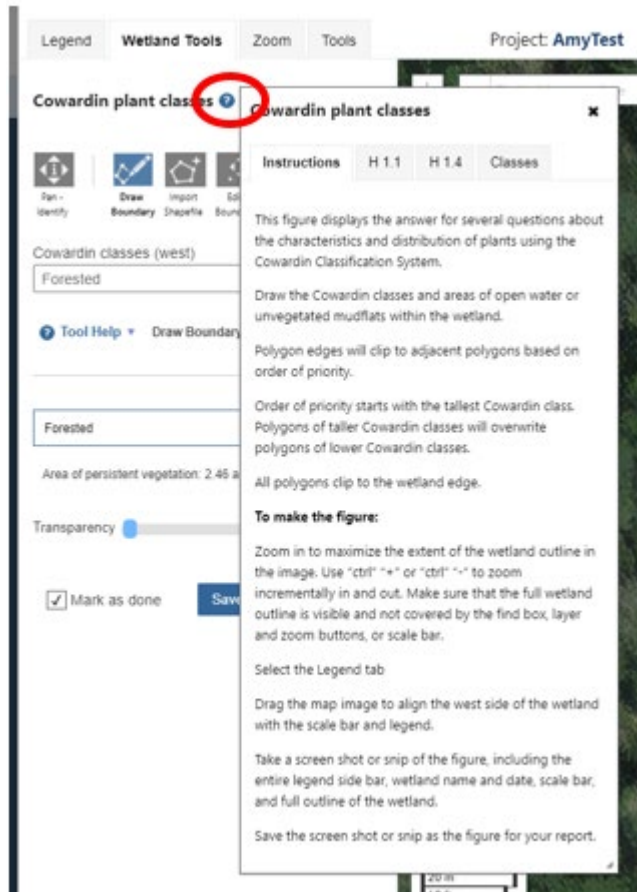 Legend Wetland Tools Zoom Tools Project: AmyTest
Cowardin plant classes ?
Cowardin plant classes ×
Instructions H 1.1 H 1.4 Classes
Pan -
Identify
Draw
Boundary
Import
Shapefile
Cowardin classes (west)
Forested
? Tool Help Draw Boundary
Forested
Area of persistent vegetation: 2.46 a
Transparency
Mark as done
Save
This figure displays the answer for several questions about
the characteristics and distribution of plants using the
Cowardin Classification System.
Draw the Cowardin classes and areas of open water or
unvegetated mudflats within the wetland.
Polygon edges will clip to adjacent polygons based on
order of priority.
Order of priority starts with the tallest Cowardin class.
Polygons of taller Cowardin classes will overwrite
polygons of lower Cowardin classes.
All polygons clip to the wetland edge.
To make the figure:
Zoom in to maximize the extent of the wetland outline in
the image. Use "ctrl" "+" or "ctrl" "-" to zoom
incrementally in and out. Make sure that the full wetland
outline is visible and not covered by the find box, layer
and zoom buttons, or scale bar.
Select the Legend tab
Drag the map image to align the west side of the wetland
with the scale bar and legend.
Take a screen shot or snip of the figure, including the
entire legend side bar, wetland name and date, scale bar,
and full outline of the wetland.
Save the screen shot or snip as the figure for your report.
20 m